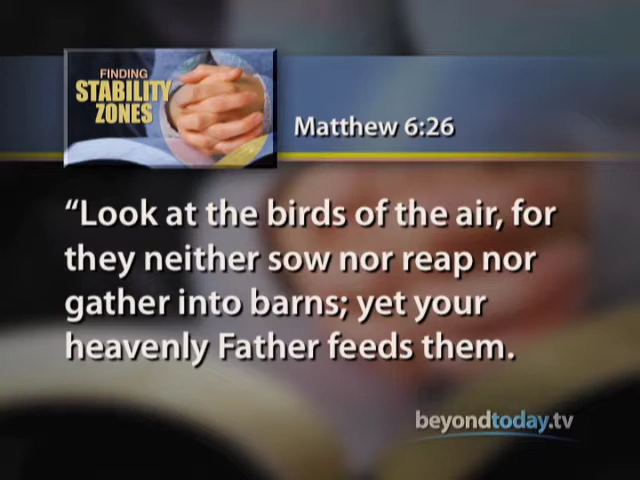 FINDING
STABILITY
ZONES
Matthew 6:26
“Look at the birds of the air, for
they neither sow nor reap nor
gather into barns; yet your
heavenly Father feeds them.
beyondtoday.tv